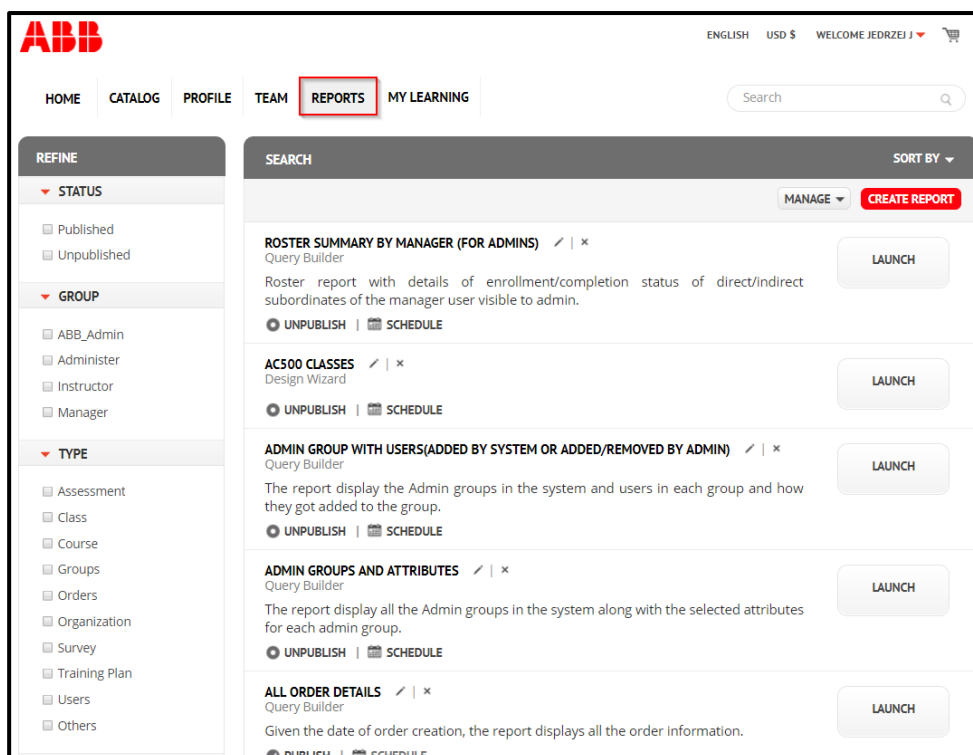 ABB
ENGLISH USD $ WELCOME JEDRZEJ J
HOME CATALOG PROFILE TEAM REPORTS MY LEARNING
Search
REFINE
STATUS
Published
Unpublished
GROUP
ABB_Admin
Administer
Instructor
Manager
TYPE
Assessment
Class
Course
Groups
Orders
Organization
Survey
Training Plan
Users
Others
SEARCH SORT BY
MANAGE CREATE REPORT
ROSTER SUMMARY BY MANAGER (FOR ADMINS)
Query Builder
Roster report with details of enrollment/completion status of direct/indirect
subordinates of the manager user visible to admin.
UNPUBLISH | SCHEDULE
LAUNCH
AC500 CLASSES
Design Wizard
UNPUBLISH | SCHEDULE
LAUNCH
ADMIN GROUP WITH USERS(ADDED BY SYSTEM OR ADDED/REMOVED BY ADMIN)
Query Builder
The report display the Admin groups in the system and users in each group and how
they got added to the group.
UNPUBLISH | SCHEDULE
LAUNCH
ADMIN GROUPS AND ATTRIBUTES
Query Builder
The report display all the Admin groups in the system along with the selected attributes
for each admin group.
UNPUBLISH | SCHEDULE
LAUNCH
ALL ORDER DETAILS
Query Builder
Given the date of order creation, the report displays all the order information.
PUBLISH | SCHEDULE
LAUNCH